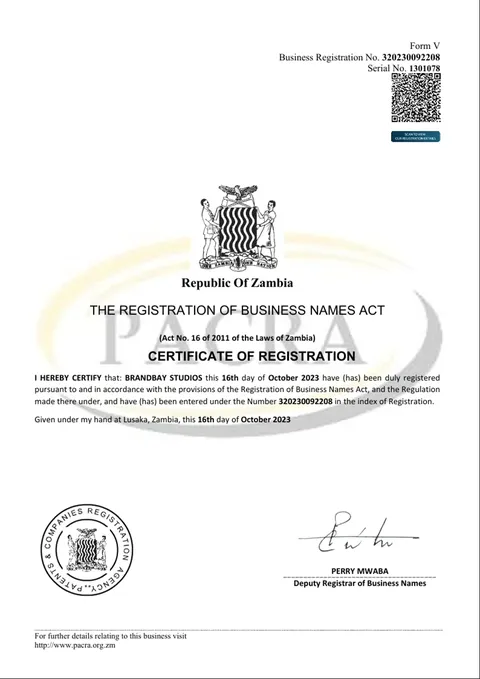 Form V
Business Registration No. 320230092208
Serial No. 1301078
Republic Of Zambia
PACRA
THE REGISTRATION OF BUSINESS NAMES ACT
(Act No. 16 of 2011 of the Laws of Zambia)
CERTIFICATE OF REGISTRATION
I HEREBY CERTIFY that: BRANDBAY STUDIOS this 16th day of October 2023 have (has) been duly registered
pursuant to and in accordance with the provisions of the Registration of Business Names Act, and the Regulation
made there under, and have (has) been entered under the Number 320230092208 in the index of Registration.
Given under my hand at Lusaka, Zambia, this 16th day of October 2023
PATENTS & COMPANIES REGISTRATION AGENCY
PERRY MWABA
Deputy Registrar of Business Names
For further details relating to this business visit
http://www.pacra.org.zm